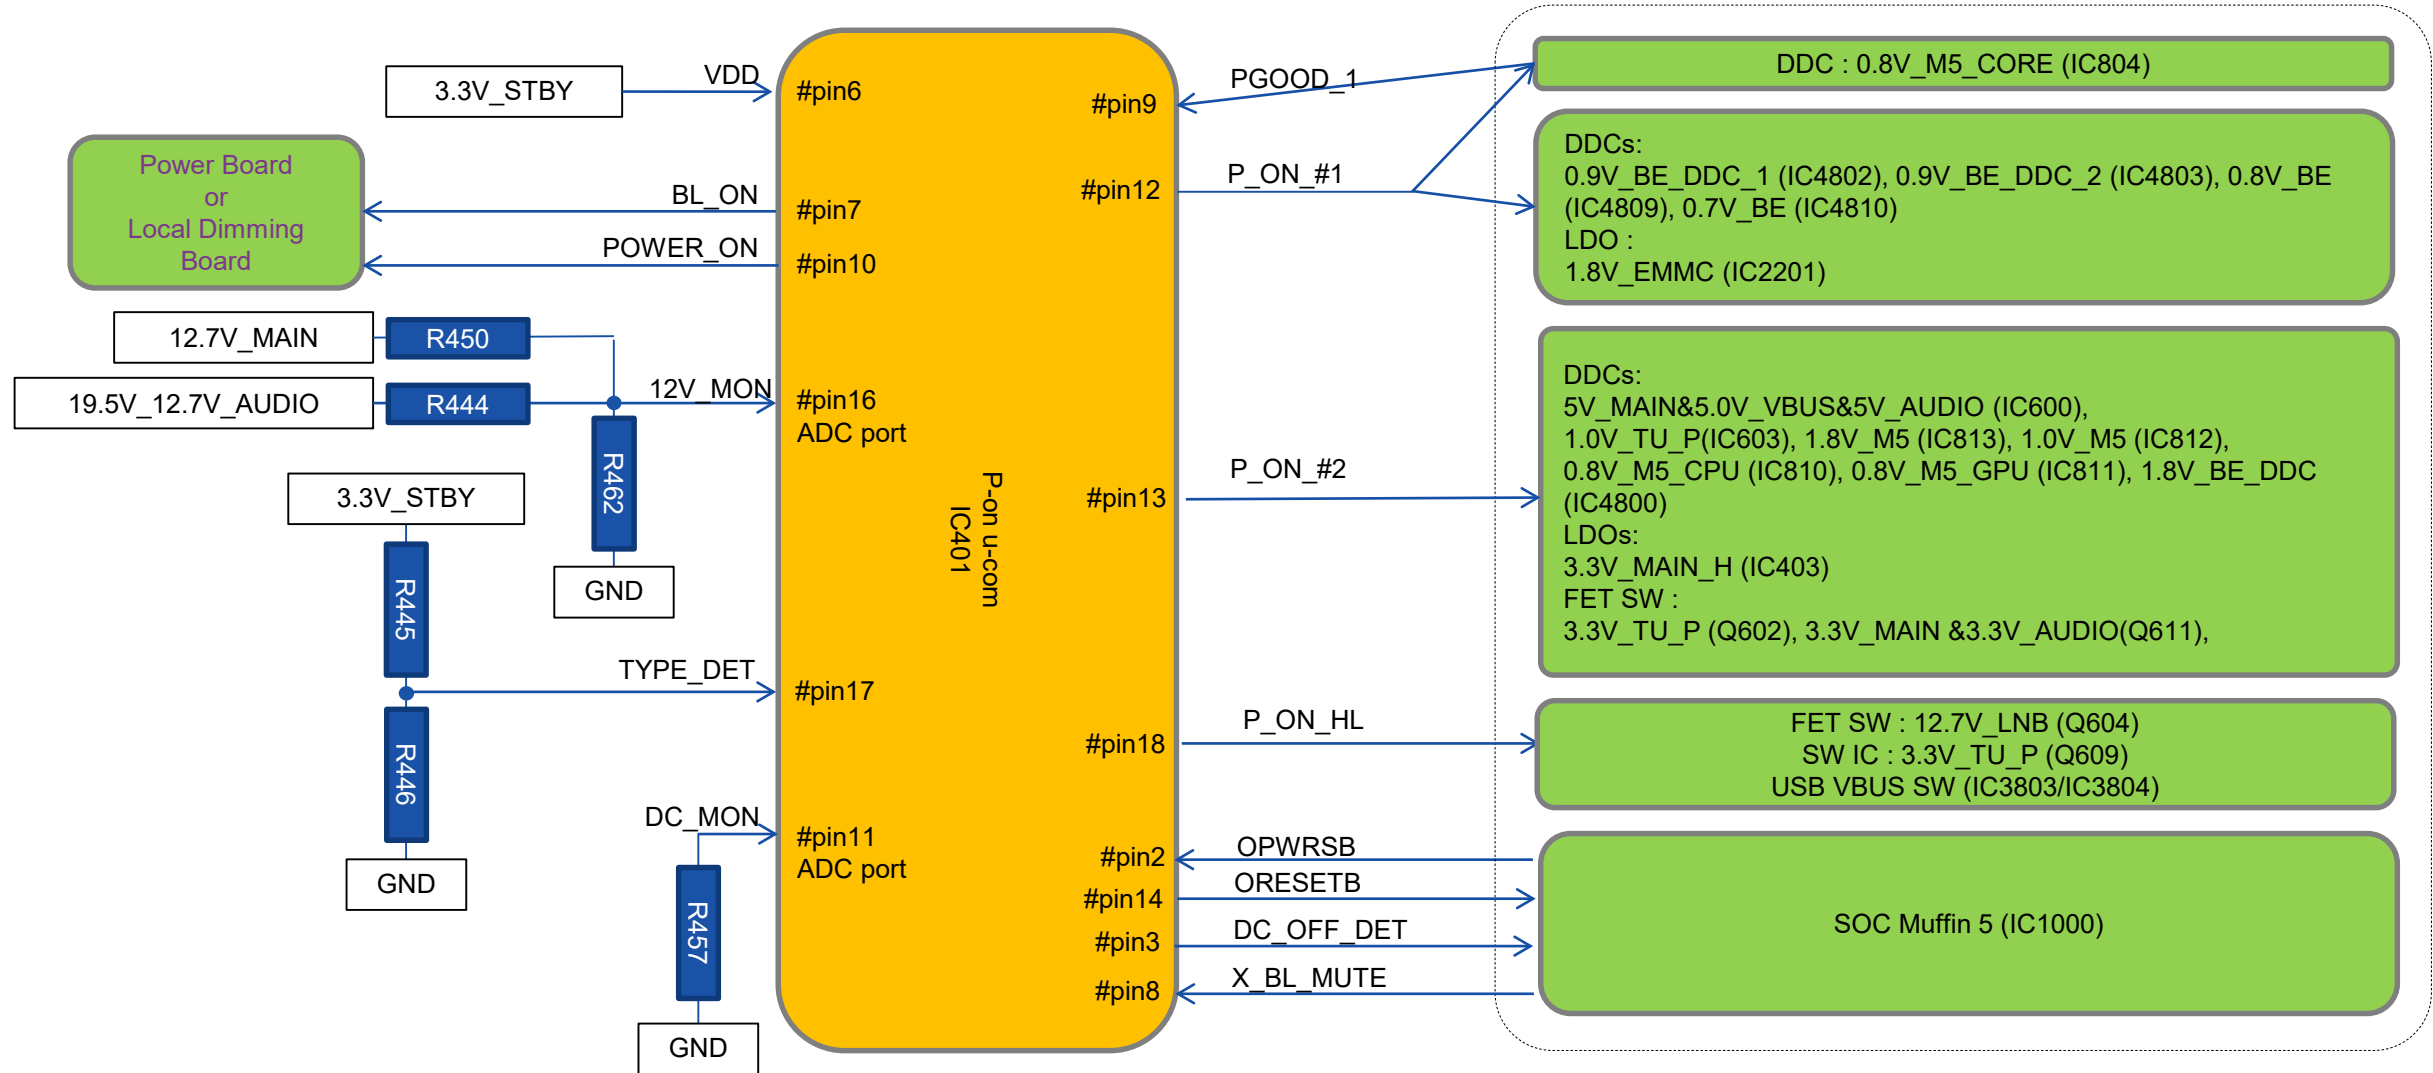 3.3V_STBY
VDD
#pin6
Power Board
or
Local Dimming
Board
BL_ON
#pin7
POWER_ON
#pin10
12.7V_MAIN
R450
19.5V_12.7V_AUDIO
R444
12V_MON
#pin16
ADC port
R462
GND
3.3V_STBY
R445
TYPE_DET
#pin17
R446
GND
DC_MON
#pin11
ADC port
R457
GND
P-on u-com
IC401
PGOOD_1
#pin9
P_ON_#1
#pin12
P_ON_#2
#pin13
P_ON_HL
#pin18
OPWRSB
#pin2
ORESETB
#pin14
DC_OFF_DET
#pin3
X_BL_MUTE
#pin8
DDC : 0.8V_M5_CORE (IC804)
DDCs:
0.9V_BE_DDC_1 (IC4802), 0.9V_BE_DDC_2 (IC4803), 0.8V_BE
(IC4809), 0.7V_BE (IC4810)
LDO :
1.8V_EMMC (IC2201)
DDCs:
5V_MAIN&5.0V_VBUS&5V_AUDIO (IC600),
1.0V_TU_P(IC603), 1.8V_M5 (IC813), 1.0V_M5 (IC812),
0.8V_M5_CPU (IC810), 0.8V_M5_GPU (IC811), 1.8V_BE_DDC
(IC4800)
LDOs:
3.3V_MAIN_H (IC403)
FET SW :
3.3V_TU_P (Q602), 3.3V_MAIN &3.3V_AUDIO(Q611),
FET SW : 12.7V_LNB (Q604)
SW IC : 3.3V_TU_P (Q609)
USB VBUS SW (IC3803/IC3804)
SOC Muffin 5 (IC1000)